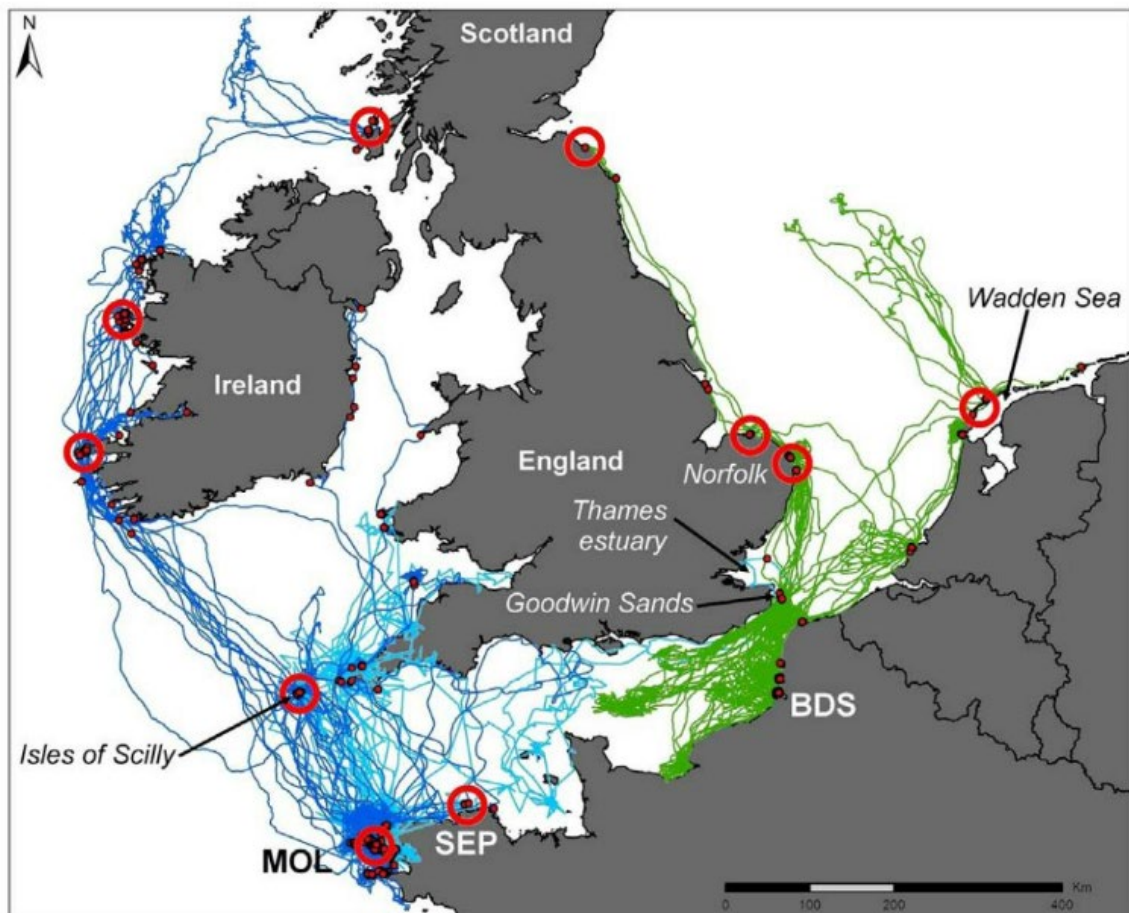 N
Scotland
Wadden Sea
Ireland
England
Norfolk
Thames
estuary
Goodwin Sands
BDS
Isles of Scilly
SEP
MOL
Km
0 100 200 400